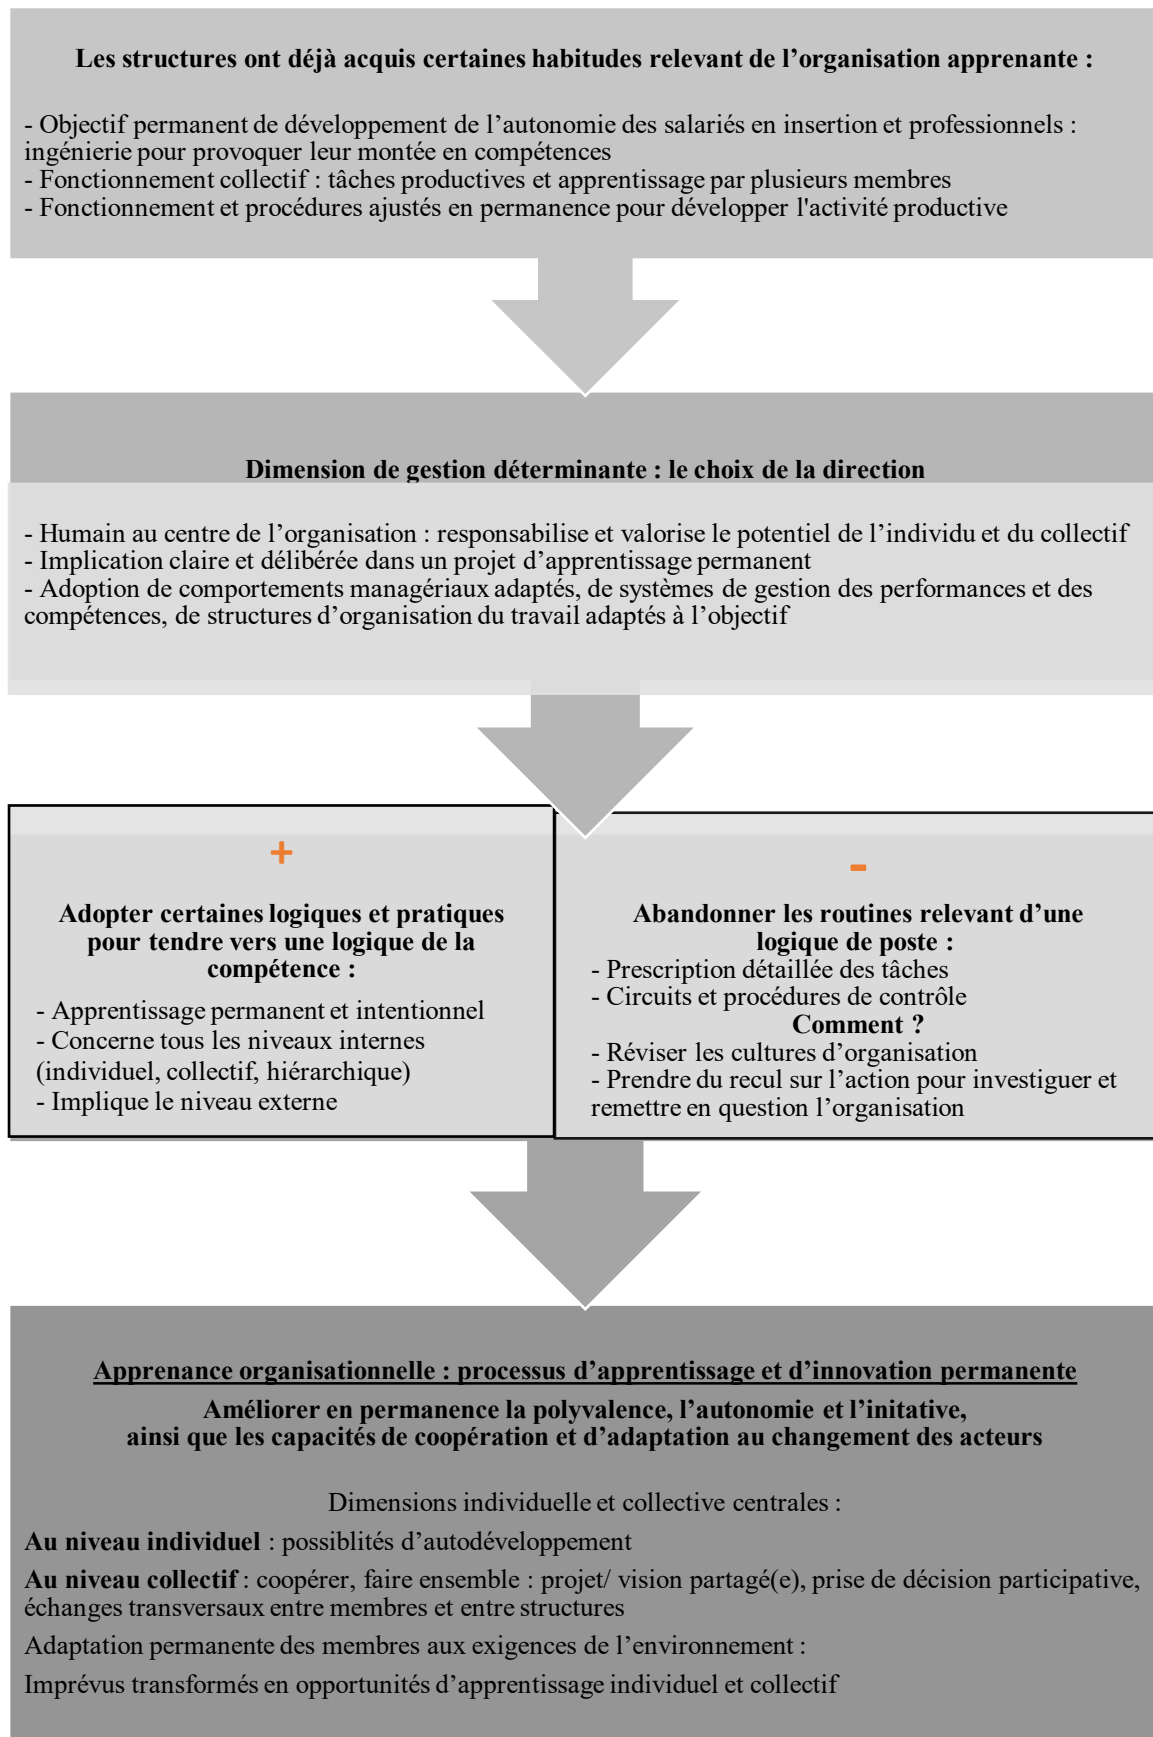 Les structures ont déjà acquis certaines habitudes relevant de l’organisation apprenante :
- Objectif permanent de développement de l’autonomie des salariés en insertion et professionnels :
ingénierie pour provoquer leur montée en compétences
- Fonctionnement collectif : tâches productives et apprentissage par plusieurs membres
- Fonctionnement et procédures ajustés en permanence pour développer l'activité productive
Dimension de gestion déterminante : le choix de la direction
- Humain au centre de l’organisation : responsabilise et valorise le potentiel de l’individu et du collectif
- Implication claire et délibérée dans un projet d’apprentissage permanent
- Adoption de comportements managériaux adaptés, de systèmes de gestion des performances et des
compétences, de structures d’organisation du travail adaptés à l’objectif
+
Adopter certaines logiques et pratiques
pour tendre vers une logique de la
compétence :
- Apprentissage permanent et intentionnel
- Concerne tous les niveaux internes
(individuel, collectif, hiérarchique)
- Implique le niveau externe
-
Abandonner les routines relevant d’une
logique de poste :
- Prescription détaillée des tâches
- Circuits et procédures de contrôle
Comment ?
- Réviser les cultures d’organisation
- Prendre du recul sur l’action pour investiguer et
remettre en question l’organisation
Apprenance organisationnelle : processus d’apprentissage et d’innovation permanente
Améliorer en permanence la polyvalence, l’autonomie et l’initative,
ainsi que les capacités de coopération et d’adaptation au changement des acteurs
Dimensions individuelle et collective centrales :
Au niveau individuel : possiblités d’autodéveloppement
Au niveau collectif : coopérer, faire ensemble : projet/ vision partagé(e), prise de décision participative,
échanges transversaux entre membres et entre structures
Adaptation permanente des membres aux exigences de l’environnement :
Imprévus transformés en opportunités d’apprentissage individuel et collectif